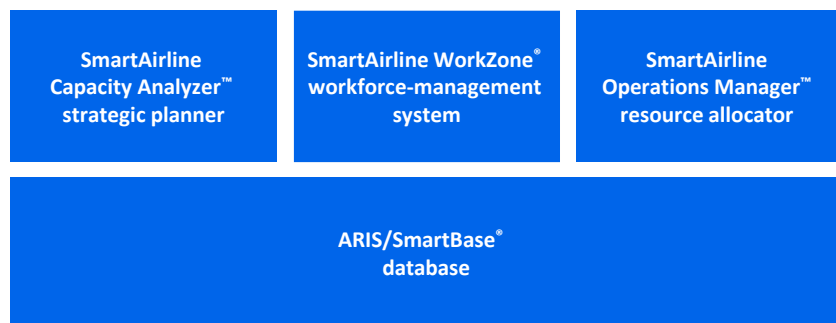 SmartAirline
Capacity Analyzer™
strategic planner
SmartAirline WorkZone®
workforce-management
system
SmartAirline
Operations Manager™
resource allocator
ARIS/SmartBase®
database